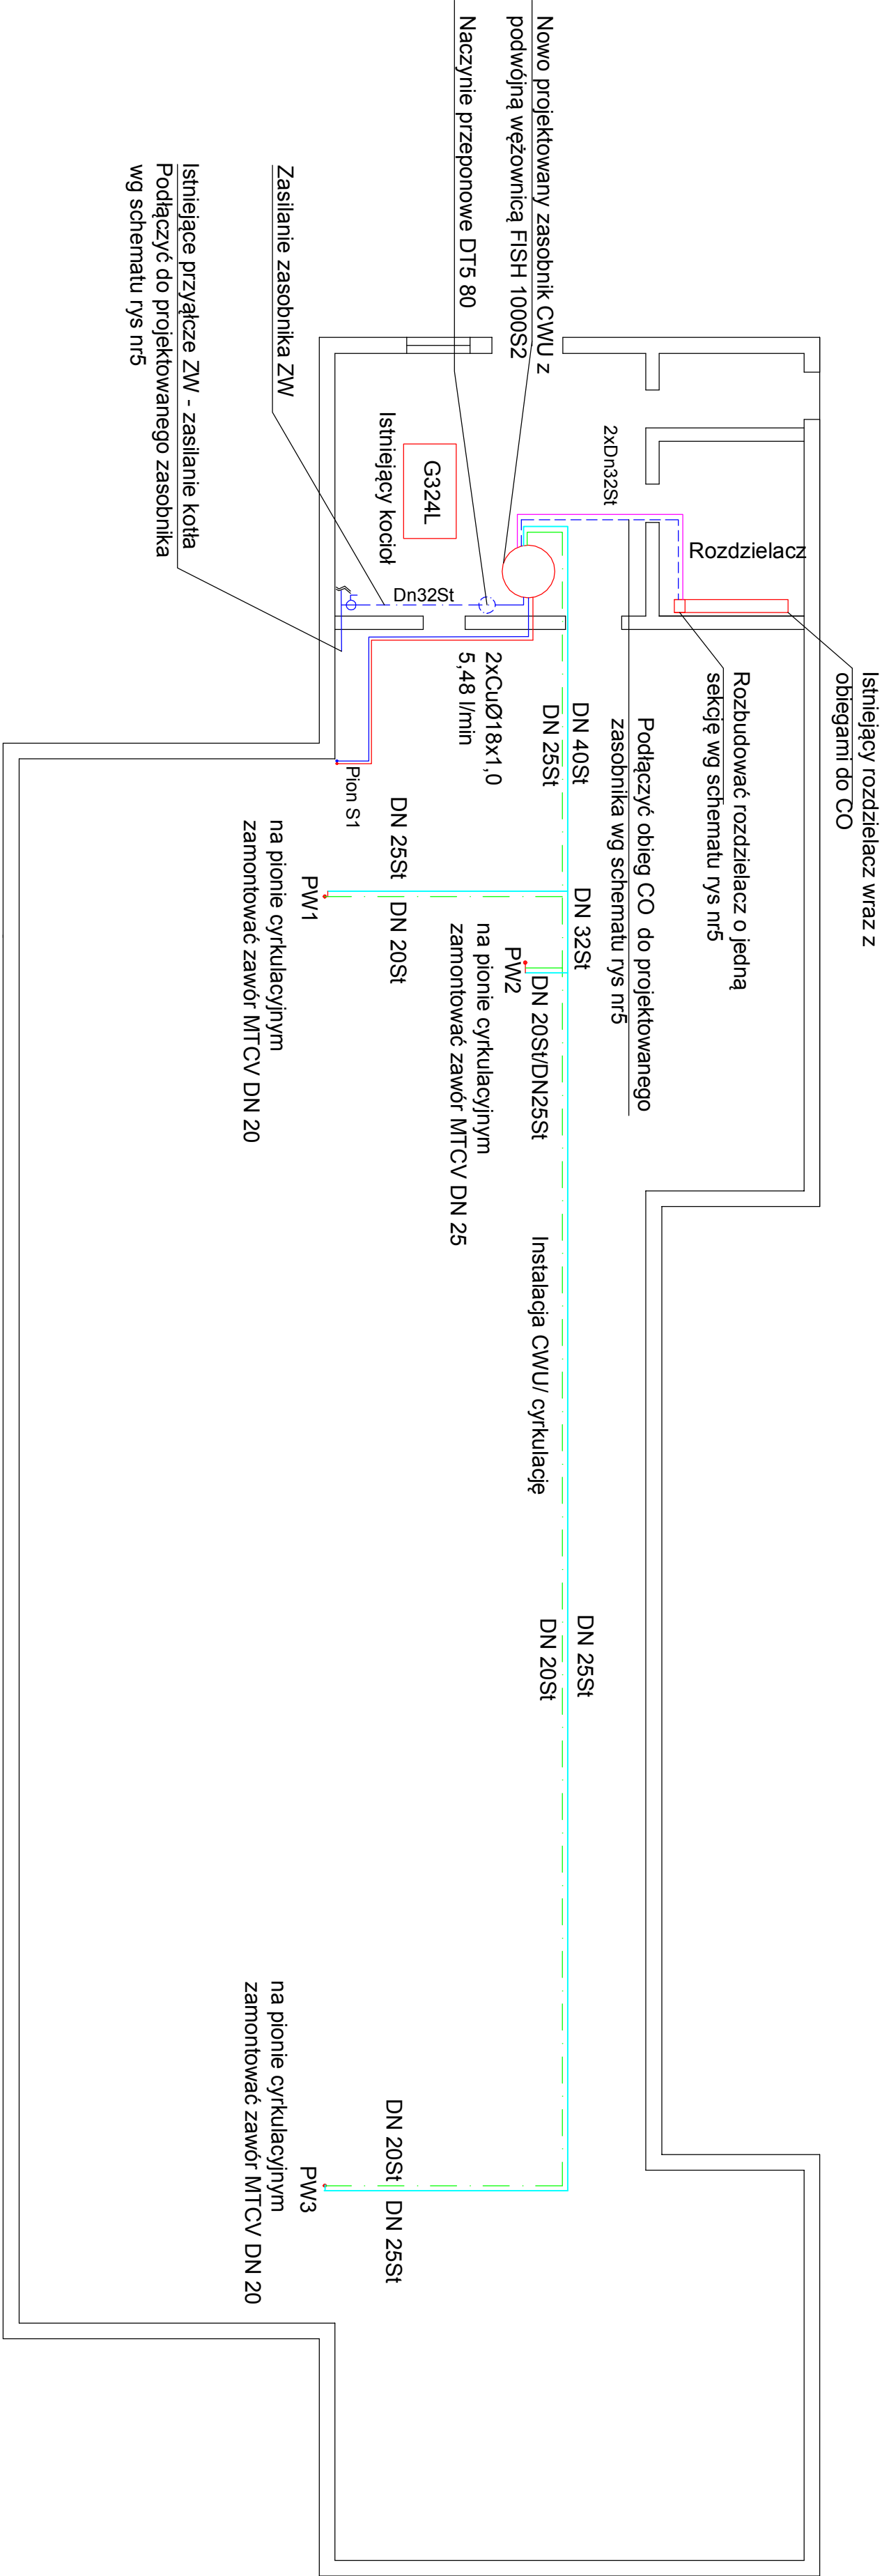 Istniejący rozdzielacz wraz z
obiegami do CO
Rozbudować rozdzielacz o jedną
sekcję wg schematu rys nr5
Rozdzielacz
Podłączyć obieg CO do projektowanego
zasobnika wg schematu rys nr5
2xDn32St
Nowo projektowany zasobnik CWU z
podwójną wężownicą FISH 1000S2
Naczynie przeponowe DT5 80
DN 40St
DN 25St
DN 32St
DN 25St
DN 20St
Instalacja CWU/ cyrkulację
DN 20St/DN25St
PW2
na pionie cyrkulacyjnym
zamontować zawór MTCV DN 25
2xCuØ18x1,0
5,48 l/min
G324L
Istniejący kocioł
Dn32St
Zasilanie zasobnika ZW
Istniejące przyąłcze ZW - zasilanie kotła
Podłączyć do projektowanego zasobnika
wg schematu rys nr5
Pion S1
DN 25St
DN 20St
PW1
na pionie cyrkulacyjnym
zamontować zawór MTCV DN 20
DN 20St
DN 25St
PW3
na pionie cyrkulacyjnym
zamontować zawór MTCV DN 20